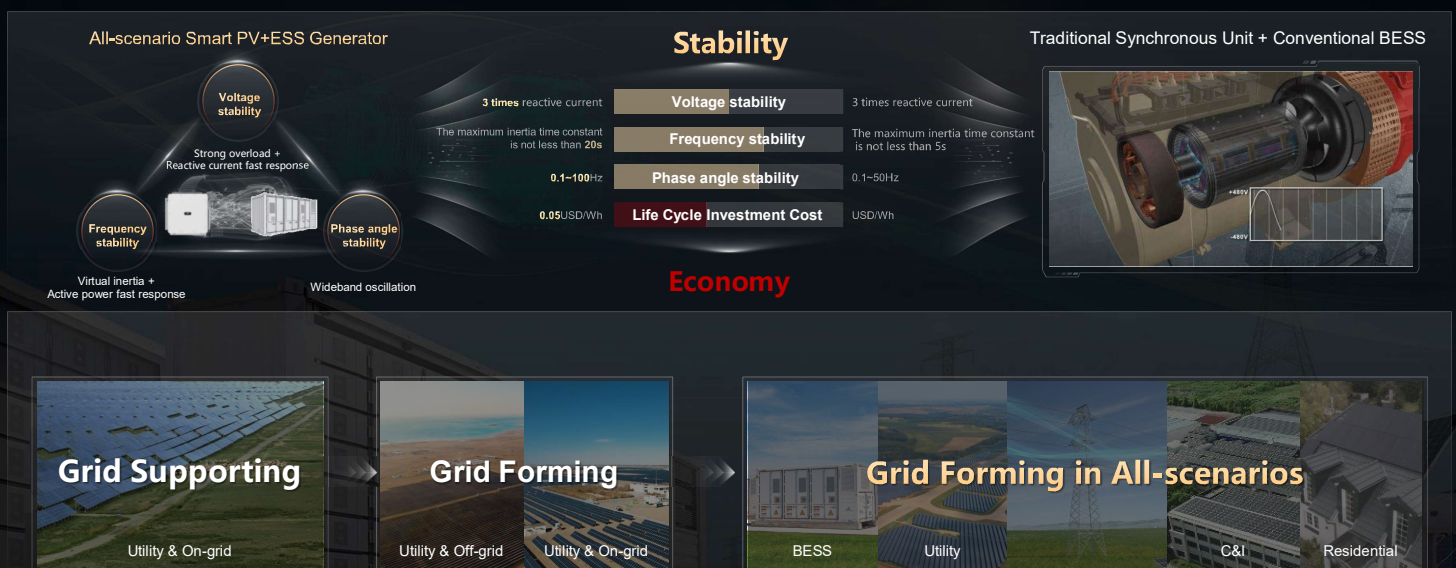 All-scenario Smart PV+ESS Generator
Stability
Traditional Synchronous Unit + Conventional BESS
Voltage
stability
Strong overload +
Reactive current fast response
Frequency
stability
Phase angle
stability
Virtual inertia +
Active power fast response
Wideband oscillation
3 times reactive current
Voltage stability
3 times reactive current
The maximum inertia time constant
is not less than 20s
Frequency stability
The maximum inertia time constant
is not less than 5s
0.1~100Hz
Phase angle stability
0.1~50Hz
0.05USD/Wh
Life Cycle Investment Cost
USD/Wh
Economy
+480V
-480V
Grid Supporting
Utility & On-grid
Grid Forming
Utility & Off-grid
Utility & On-grid
Grid Forming in All-scenarios
BESS
Utility
C&I
Residential